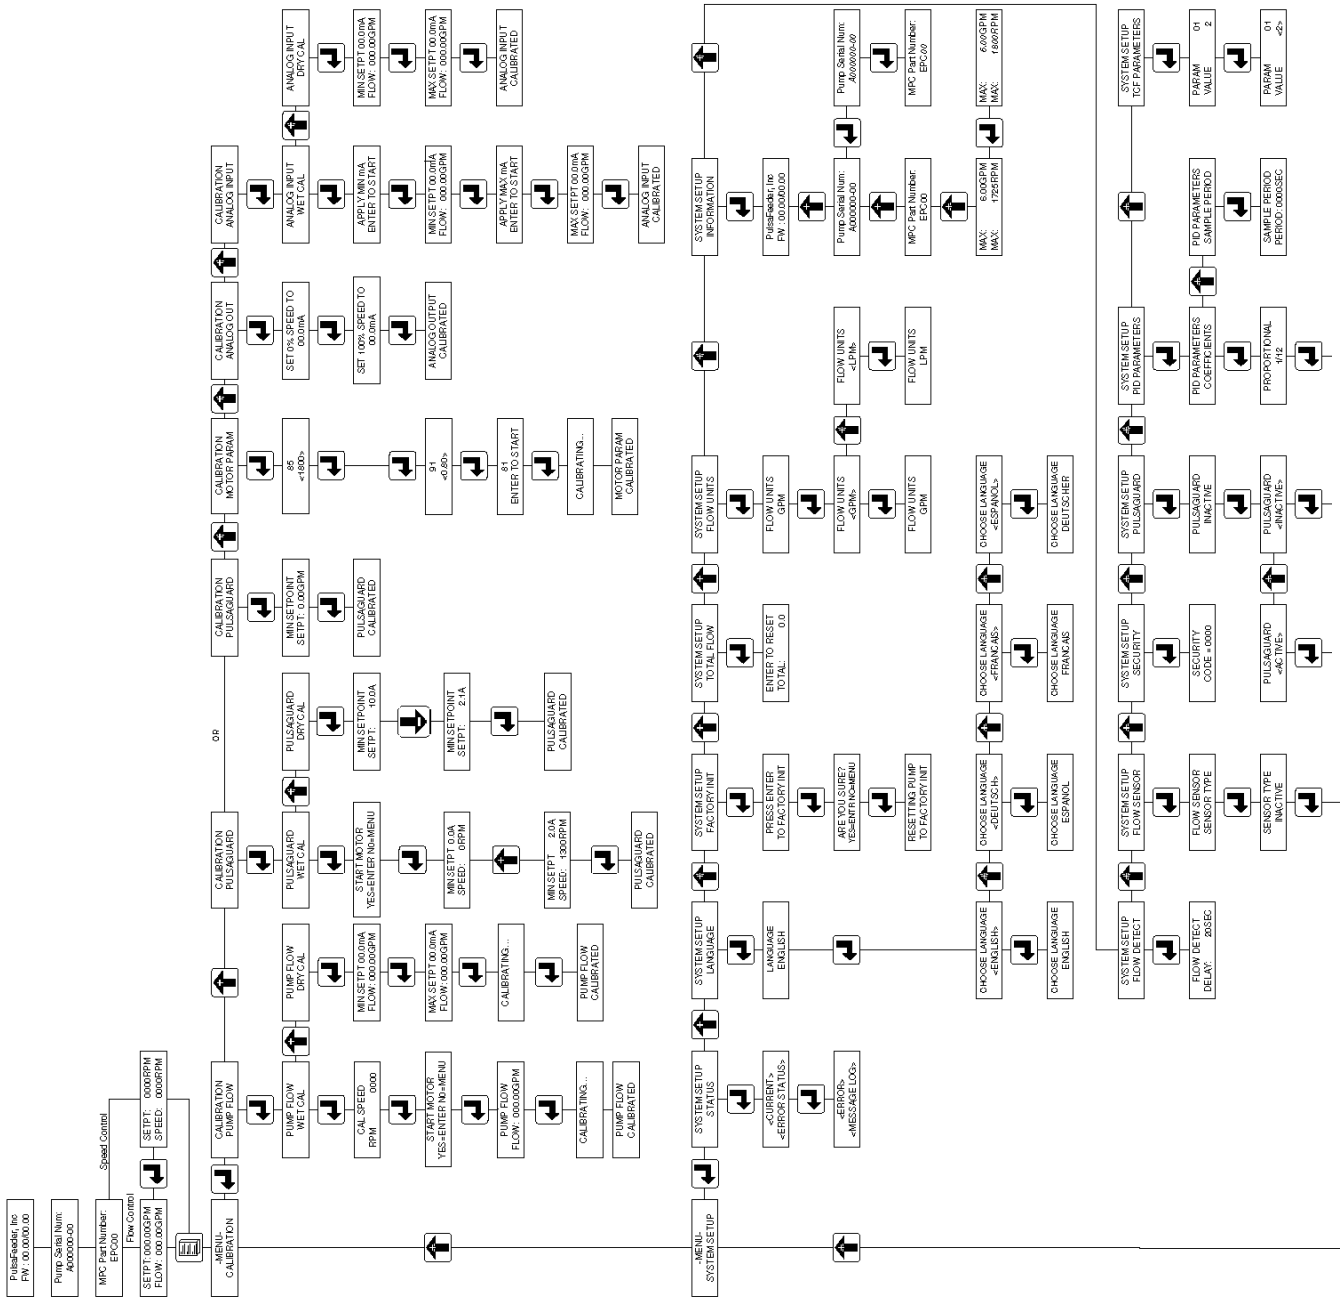 PulsaFeeder, Inc
FW : 00.00/00.00
Pump Serial Num:
A000000-00
MPC Part Number:
EPC00
Speed Control
Flow Control
SETPT: 000.00GPM
FLOW: 000.00GPM
SETPT: 0000RPM
SPEED: 0000RPM
-MENU-
CALIBRATION
CALIBRATION
PUMP FLOW
PUMP FLOW
WET CAL
CAL SPEED
RPM 0000
START MOTOR
YES=ENTER NO=MENU
PUMP FLOW
FLOW: 000.00GPM
CALIBRATING...
PUMP FLOW
CALIBRATED
PUMP FLOW
DRY CAL
MIN SETPT 00.0mA
FLOW: 000.00GPM
MAX SETPT 00.0mA
FLOW: 000.00GPM
CALIBRATING...
PUMP FLOW
CALIBRATED
CALIBRATION
PULSAGUARD
PULSAGUARD
WET CAL
START MOTOR
YES=ENTER NO=MENU
MIN SETPT 0.0A
SPEED: 0RPM
MIN SETPT 2.0A
SPEED: 1300RPM
PULSAGUARD
CALIBRATED
PULSAGUARD
DRY CAL
MIN SETPOINT
SETPT: 10.0A
MIN SETPOINT
SETPT: 2.1A
PULSAGUARD
CALIBRATED
OR
CALIBRATION
PULSAGUARD
MIN SETPOINT
SETPT: 0.00GPM
PULSAGUARD
CALIBRATED
CALIBRATION
MOTOR PARAM
85
<1800>
91
<0.80>
81
ENTER TO START
CALIBRATING...
MOTOR PARAM
CALIBRATED
CALIBRATION
ANALOG OUT
SET 0% SPEED TO
00.0mA
SET 100% SPEED TO
00.0mA
ANALOG OUTPUT
CALIBRATED
CALIBRATION
ANALOG INPUT
ANALOG INPUT
WET CAL
APPLY MIN mA
ENTER TO START
MIN SETPT 00.0mA
FLOW: 000.00GPM
APPLY MAX mA
ENTER TO START
MAX SETPT 00.0mA
FLOW: 000.00GPM
ANALOG INPUT
CALIBRATED
ANALOG INPUT
DRY CAL
MIN SETPT 00.0mA
FLOW: 000.00GPM
MAX SETPT 00.0mA
FLOW: 000.00GPM
ANALOG INPUT
CALIBRATED
-MENU-
SYSTEM SETUP
SYSTEM SETUP
STATUS
<CURRENT>
<ERROR STATUS>
<ERROR>
<MESSAGE LOG>
SYSTEM SETUP
LANGUAGE
LANGUAGE
ENGLISH
CHOOSE LANGUAGE
<ENGLISH>
CHOOSE LANGUAGE
ENGLISH
SYSTEM SETUP
FACTORY INIT
PRESS ENTER
TO FACTORY INIT
ARE YOU SURE?
YES=ENTR NO=MENU
RESETTING PUMP
TO FACTORY INIT
CHOOSE LANGUAGE
<DEUTSCH>
CHOOSE LANGUAGE
ESPANOL
SYSTEM SETUP
TOTAL FLOW
ENTER TO RESET
TOTAL: 0.0
CHOOSE LANGUAGE
<FRANCAIS>
CHOOSE LANGUAGE
FRANCAIS
SYSTEM SETUP
FLOW UNITS
FLOW UNITS
GPM
FLOW UNITS
<GPM>
FLOW UNITS
GPM
FLOW UNITS
<LPM>
FLOW UNITS
LPM
CHOOSE LANGUAGE
<ESPANOL>
CHOOSE LANGUAGE
DEUTSCHER
SYSTEM SETUP
INFORMATION
PulsaFeeder, Inc
FW : 00.00/00.00
Pump Serial Num:
A000000-00
MPC Part Number:
EPC00
MAX: 6.00GPM
MAX: 1725RPM
Pump Serial Num:
A000000-00
MPC Part Number:
EPC00
MAX: 6.00GPM
MAX: 1800RPM
SYSTEM SETUP
FLOW DETECT
FLOW DETECT
DELAY: 20SEC
SYSTEM SETUP
FLOW SENSOR
FLOW SENSOR
SENSOR TYPE
SENSOR TYPE
INACTIVE
SYSTEM SETUP
SECURITY
SECURITY
CODE = 0000
PULSAGUARD
<ACTIVE>
SYSTEM SETUP
PULSAGUARD
PULSAGUARD
INACTIVE
PULSAGUARD
<INACTIVE>
SYSTEM SETUP
PID PARAMETERS
PID PARAMETERS
COEFFICIENTS
PROPORTIONAL
1/12
PID PARAMETERS
SAMPLE PERIOD
SAMPLE PERIOD
PERIOD: 0000SEC
SYSTEM SETUP
TCF PARAMETERS
PARAM 01
VALUE 2
PARAM 01
VALUE <2>